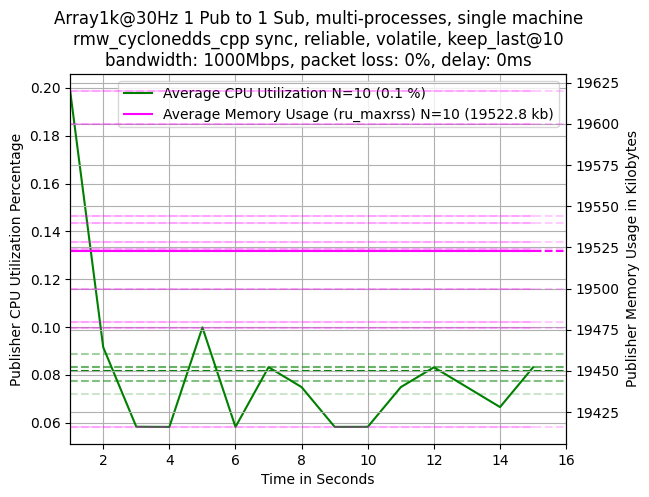 Array1k@30Hz 1 Pub to 1 Sub, multi-processes, single machine
rmw_cyclonedds_cpp sync, reliable, volatile, keep_last@10
bandwidth: 1000Mbps, packet loss: 0%, delay: 0ms
Average CPU Utilization N=10 (0.1 %)
Average Memory Usage (ru_maxrss) N=10 (19522.8 kb)
Publisher CPU Utilization Percentage
0.20
0.18
0.16
0.14
0.12
0.10
0.08
0.06
19625
19600
19575
19550
19525
19500
19475
19450
19425
Publisher Memory Usage in Kilobytes
2 4 6 8 10 12 14 16
Time in Seconds